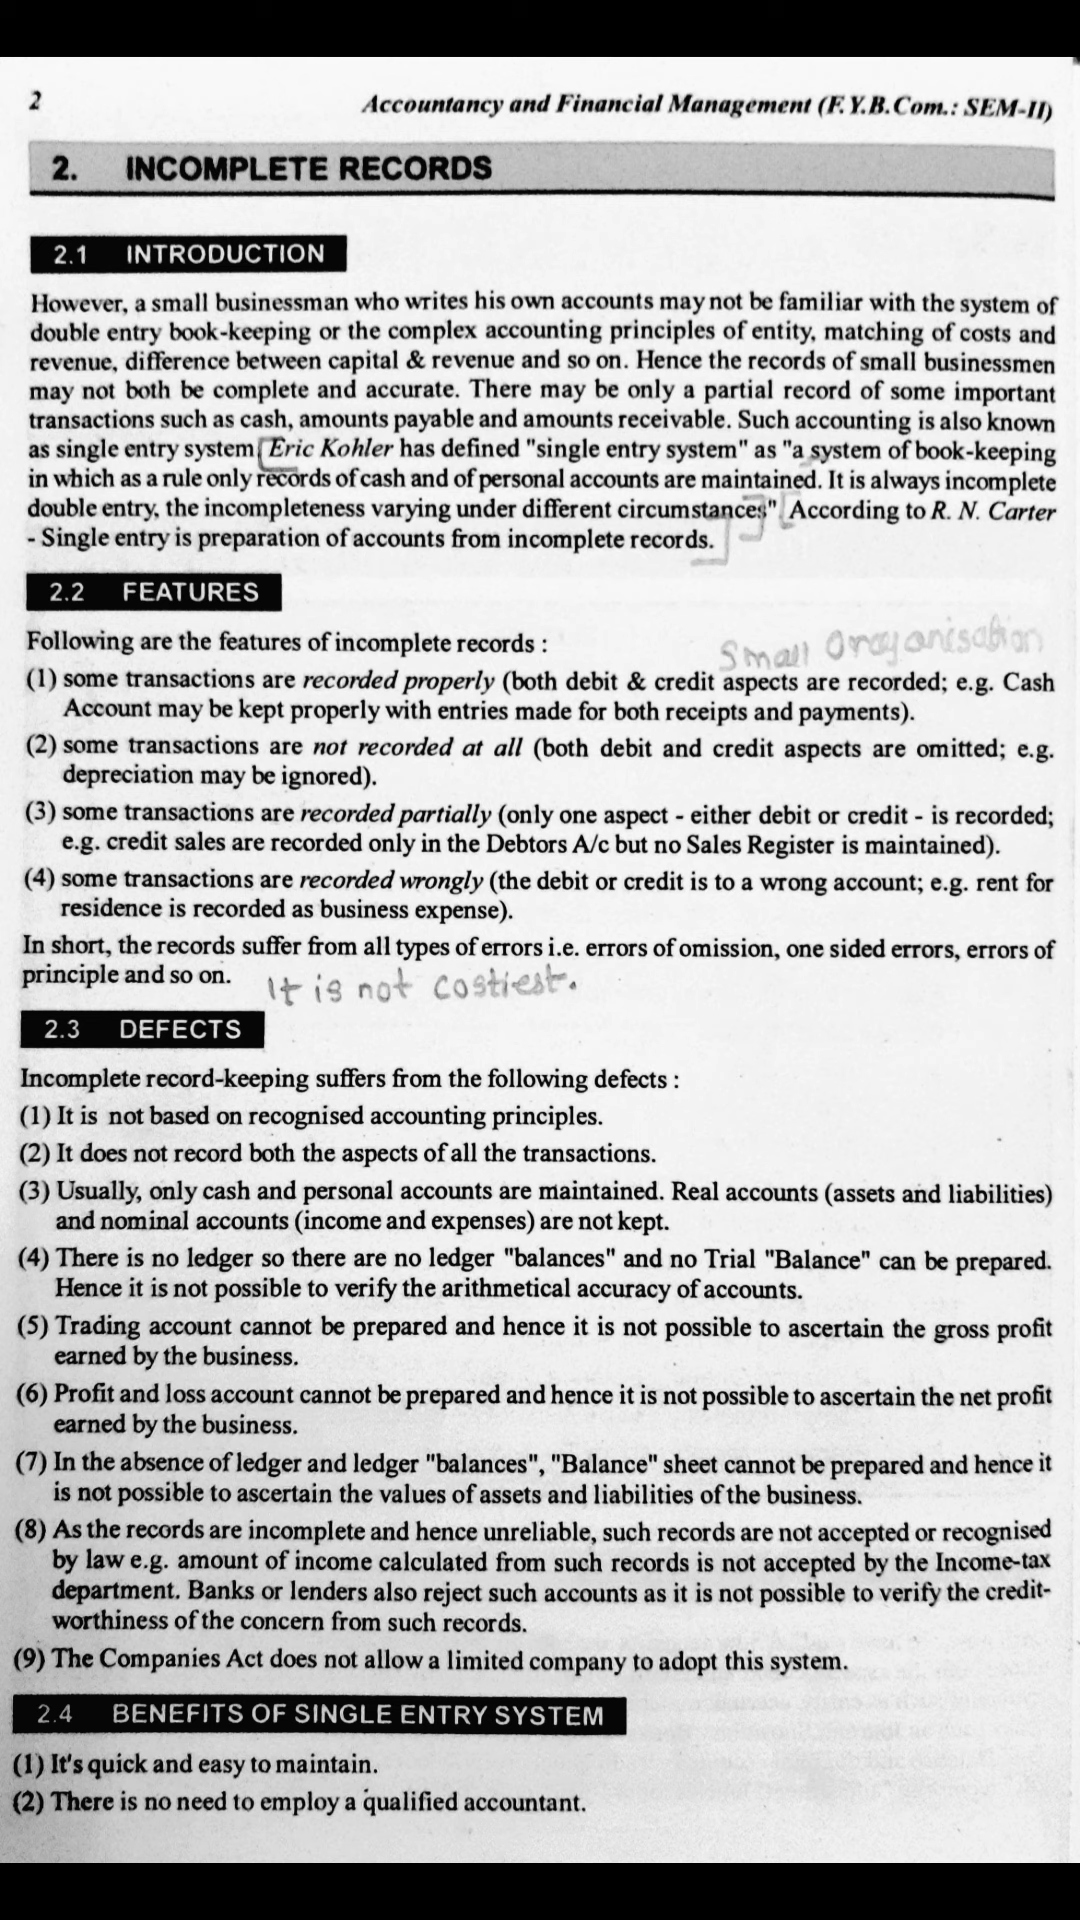 2
Accountancy and Financial Management (F.Y.B.Com.: SEM-II)
2. INCOMPLETE RECORDS
2.1 INTRODUCTION
However, a small businessman who writes his own accounts may not be familiar with the system of
double entry book-keeping or the complex accounting principles of entity, matching of costs and
revenue, difference between capital & revenue and so on. Hence the records of small businessmen
may not both be complete and accurate. There may be only a partial record of some important
transactions such as cash, amounts payable and amounts receivable. Such accounting is also known
as single entry system. Eric Kohler has defined "single entry system" as "a system of book-keeping
in which as a rule only records of cash and of personal accounts are maintained. It is always incomplete
double entry, the incompleteness varying under different circumstances". According to R. N. Carter
- Single entry is preparation of accounts from incomplete records.
2.2 FEATURES
Following are the features of incomplete records :
Small Oraganisation
(1) some transactions are recorded properly (both debit & credit aspects are recorded; e.g. Cash
Account may be kept properly with entries made for both receipts and payments).
(2) some transactions are not recorded at all (both debit and credit aspects are omitted; e.g.
depreciation may be ignored).
(3) some transactions are recorded partially (only one aspect - either debit or credit - is recorded;
e.g. credit sales are recorded only in the Debtors A/c but no Sales Register is maintained).
(4) some transactions are recorded wrongly (the debit or credit is to a wrong account; e.g. rent for
residence is recorded as business expense).
In short, the records suffer from all types of errors i.e. errors of omission, one sided errors, errors of
principle and so on.
It is not costiest.
2.3 DEFECTS
Incomplete record-keeping suffers from the following defects :
(1) It is not based on recognised accounting principles.
(2) It does not record both the aspects of all the transactions.
(3) Usually, only cash and personal accounts are maintained. Real accounts (assets and liabilities)
and nominal accounts (income and expenses) are not kept.
(4) There is no ledger so there are no ledger "balances" and no Trial "Balance" can be prepared.
Hence it is not possible to verify the arithmetical accuracy of accounts.
(5) Trading account cannot be prepared and hence it is not possible to ascertain the gross profit
earned by the business.
(6) Profit and loss account cannot be prepared and hence it is not possible to ascertain the net profit
earned by the business.
(7) In the absence of ledger and ledger "balances", "Balance" sheet cannot be prepared and hence it
is not possible to ascertain the values of assets and liabilities of the business.
(8) As the records are incomplete and hence unreliable, such records are not accepted or recognised
by law e.g. amount of income calculated from such records is not accepted by the Income-tax
department. Banks or lenders also reject such accounts as it is not possible to verify the credit-
worthiness of the concern from such records.
(9) The Companies Act does not allow a limited company to adopt this system.
2.4 BENEFITS OF SINGLE ENTRY SYSTEM
(1) It's quick and easy to maintain.
(2) There is no need to employ a qualified accountant.